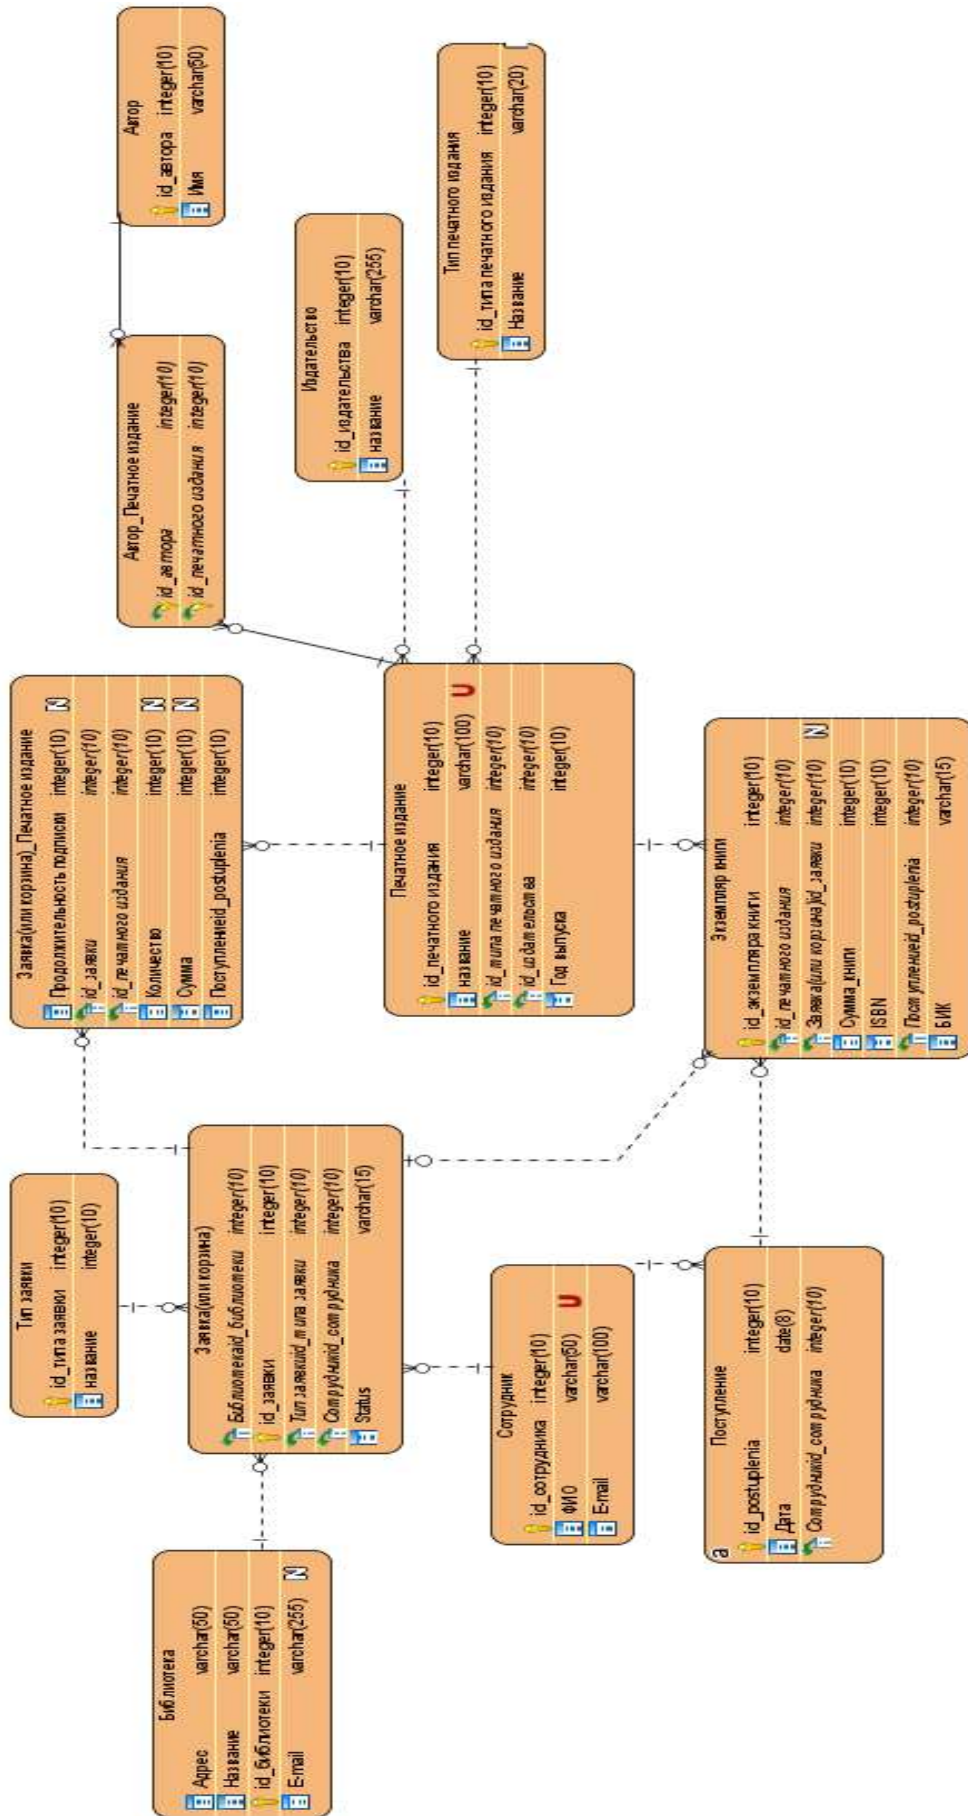 Библиотека
Адрес varchar(50)
Название varchar(50)
id_библиотеки integer(10)
E-mail varchar(255) N
Тип заявки
id_типа заявки integer(10)
название integer(10)
Заявка(или корзина)
Библиотекаid_библиотеки integer(10)
id_заявки integer(10)
Тип заявкиid_типа заявки integer(10)
Сотрудникid_сотрудника integer(10)
Status varchar(15)
Сотрудник
id_сотрудника integer(10)
ФИО varchar(50) U
E-mail varchar(100)
a
Поступление
id_postuplenia integer(10)
Дата date(8)
Сотрудникid_сотрудника integer(10)
Заявка(или корзина)_Печатное издание
Продолжительность подписки integer(10) N
id_заявки integer(10)
id_печатного издания integer(10)
Количество integer(10) N
Сумма integer(10) N
Поступлениеid_postuplenia integer(10)
Печатное издание
id_печатного издания integer(10)
название varchar(100) U
id_типа печатного издания integer(10)
id_издательства integer(10)
Год выпуска integer(10)
Экземпляр книги
id_экземпляра книги integer(10)
id_печатного издания integer(10)
Заявка(или корзина)id_заявки integer(10) N
Сумма_книги integer(10)
ISBN integer(10)
Поступлениеid_postuplenia integer(10)
БИК varchar(15)
Автор_Печатное издание
id_автора integer(10)
id_печатного издания integer(10)
Автор
id_автора integer(10)
Имя varchar(50)
Издательство
id_издательства integer(10)
название varchar(255)
Тип печатного издания
id_типа печатного издания integer(10)
Название varchar(20)